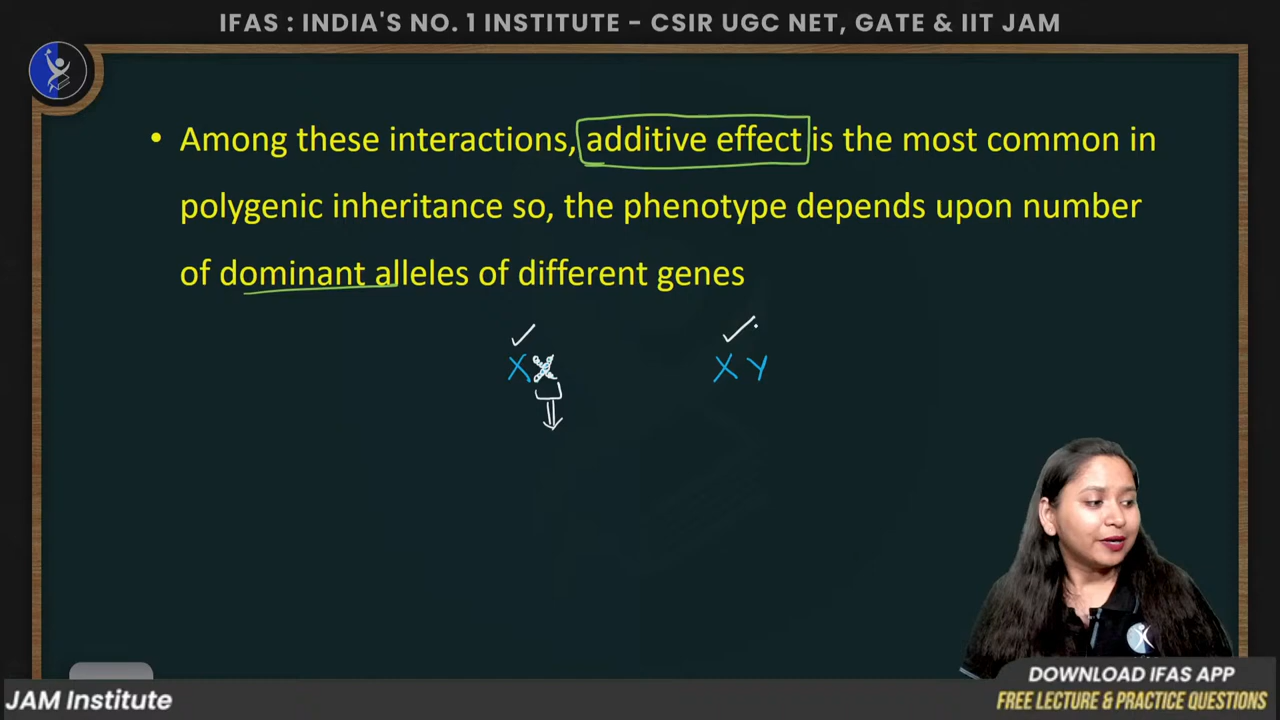 IFAS : INDIA'S NO. 1 INSTITUTE - CSIR UGC NET, GATE & IIT JAM
• Among these interactions, additive effect is the most common in
polygenic inheritance so, the phenotype depends upon number
of dominant alleles of different genes
XX XY
DOWNLOAD IFAS APP
JAM Institute
FREE LECTURE & PRACTICE QUESTIONS